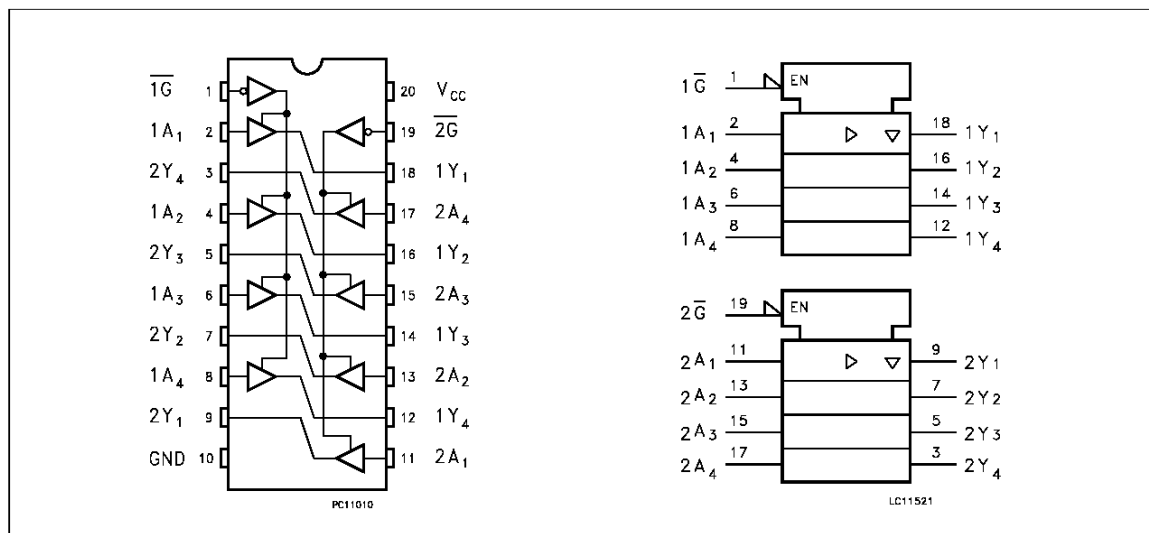 1G̅ 1 20 VCC
1A1 2 19 2G̅
2Y4 3 18 1Y1
1A2 4 17 2A4
2Y3 5 16 1Y2
1A3 6 15 2A3
2Y2 7 14 1Y3
1A4 8 13 2A2
2Y1 9 12 1Y4
GND 10 11 2A1
PC11010
1G̅ 1 EN
1A1 2 18 1Y1
1A2 4 16 1Y2
1A3 6 14 1Y3
1A4 8 12 1Y4
2G̅ 19 EN
2A1 11 9 2Y1
2A2 13 7 2Y2
2A3 15 5 2Y3
2A4 17 3 2Y4
LC11521